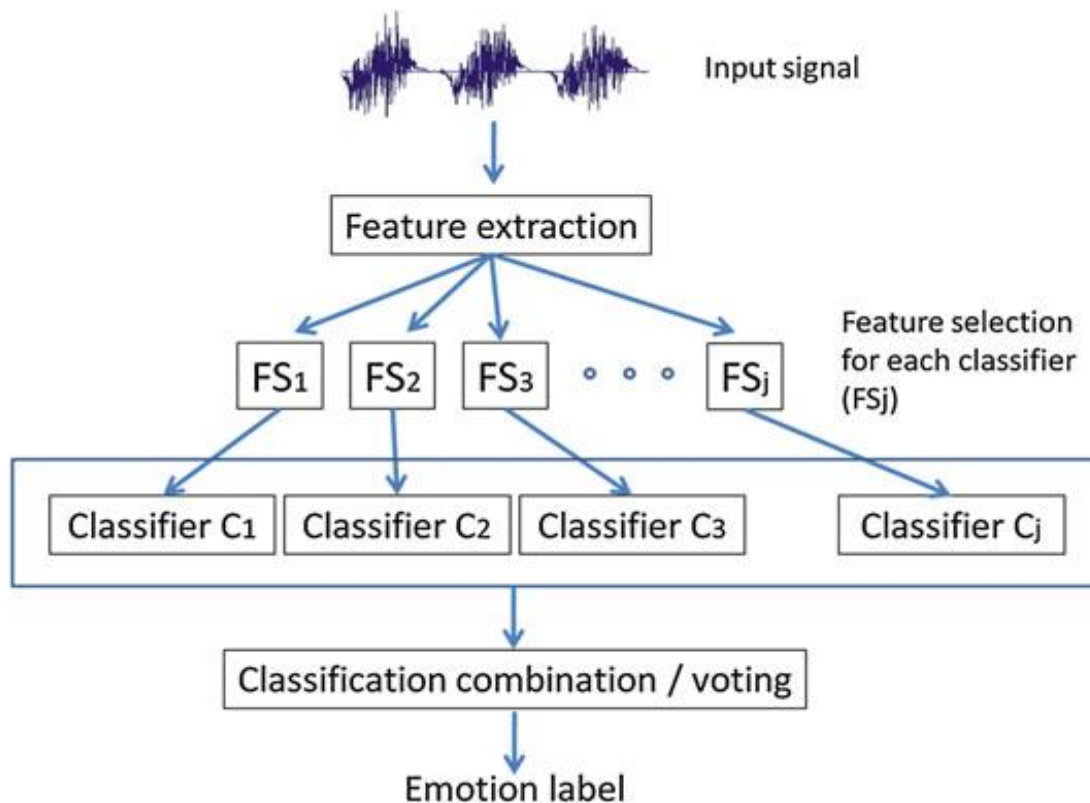 Input signal
Feature extraction
FS1 FS2 FS3 FSj
Feature selection
for each classifier
(FSj)
Classifier C1 Classifier C2 Classifier C3 Classifier Cj
Classification combination / voting
Emotion label